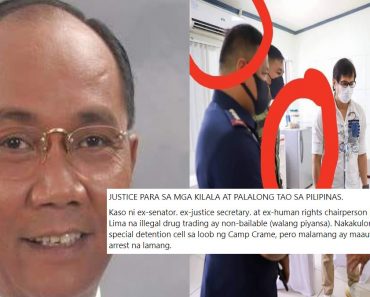 JUSTICE PARA SA MGA KILALA AT PALALONG TAO SA PILIPINAS.
Kaso ni ex-senator. ex-justice secretary. at ex-human rights chairperson
Lima na illegal drug trading ay non-bailable (walang piyansa). Nakakulon
special detention cell sa loob ng Camp Crame, pero malamang ay maau
arrest na lamang.